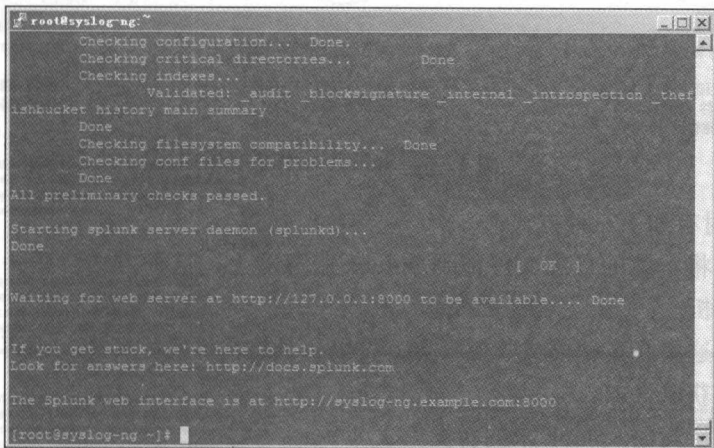 root@syslog-ng:~
Checking configuration... Done.
Checking critical directories... Done
Checking indexes...
Validated: _audit _blocksignature _internal _introspection _thef
ishbucket history main summary
Done
Checking filesystem compatibility... Done
Checking conf files for problems...
Done
All preliminary checks passed.
Starting splunk server daemon (splunkd)...
Done
[ OK ]
Waiting for web server at http://127.0.0.1:8000 to be available.... Done
If you get stuck, we're here to help.
Look for answers here: http://docs.splunk.com
The Splunk web interface is at http://syslog-ng.example.com:8000
[root@syslog-ng ~]#